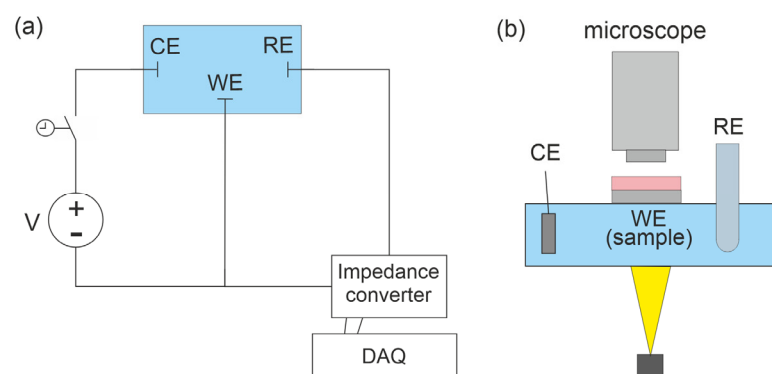 (a)
CE
RE
WE
V
+
-
Impedance
converter
DAQ
(b)
microscope
RE
CE
WE
(sample)